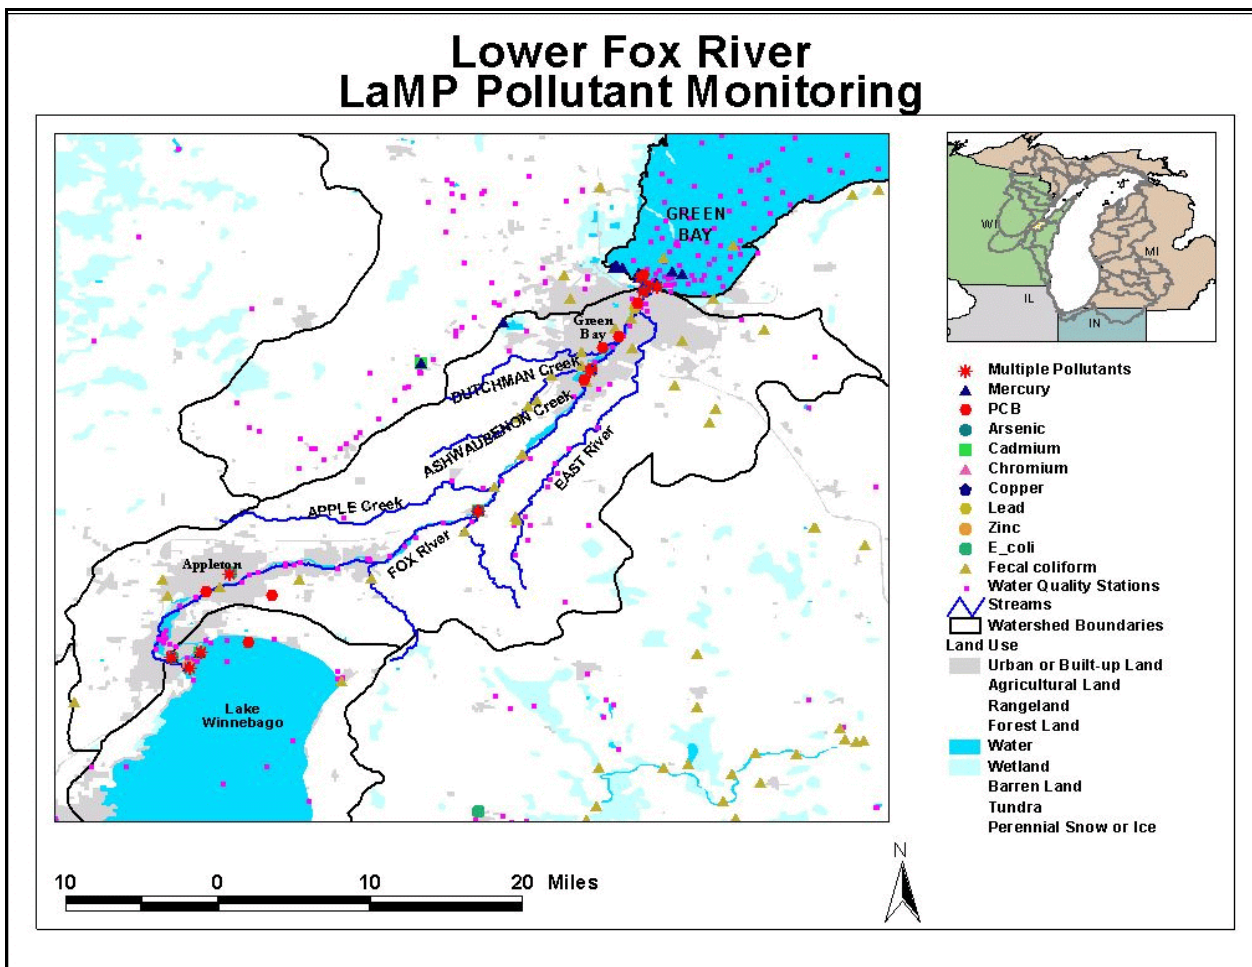 Lower Fox River
LaMP Pollutant Monitoring
GREEN
BAY
Green
Bay
DUTCHMAN Creek
ASHWAUBENON Creek
EAST River
APPLE Creek
FOX River
Appleton
Lake
Winnebago
WI
MI
IL
IN
Multiple Pollutants
Mercury
PCB
Arsenic
Cadmium
Chromium
Copper
Lead
Zinc
E_coli
Fecal coliform
Water Quality Stations
Streams
Watershed Boundaries
Land Use
Urban or Built-up Land
Agricultural Land
Rangeland
Forest Land
Water
Wetland
Barren Land
Tundra
Perennial Snow or Ice
10 0 10 20 Miles
N